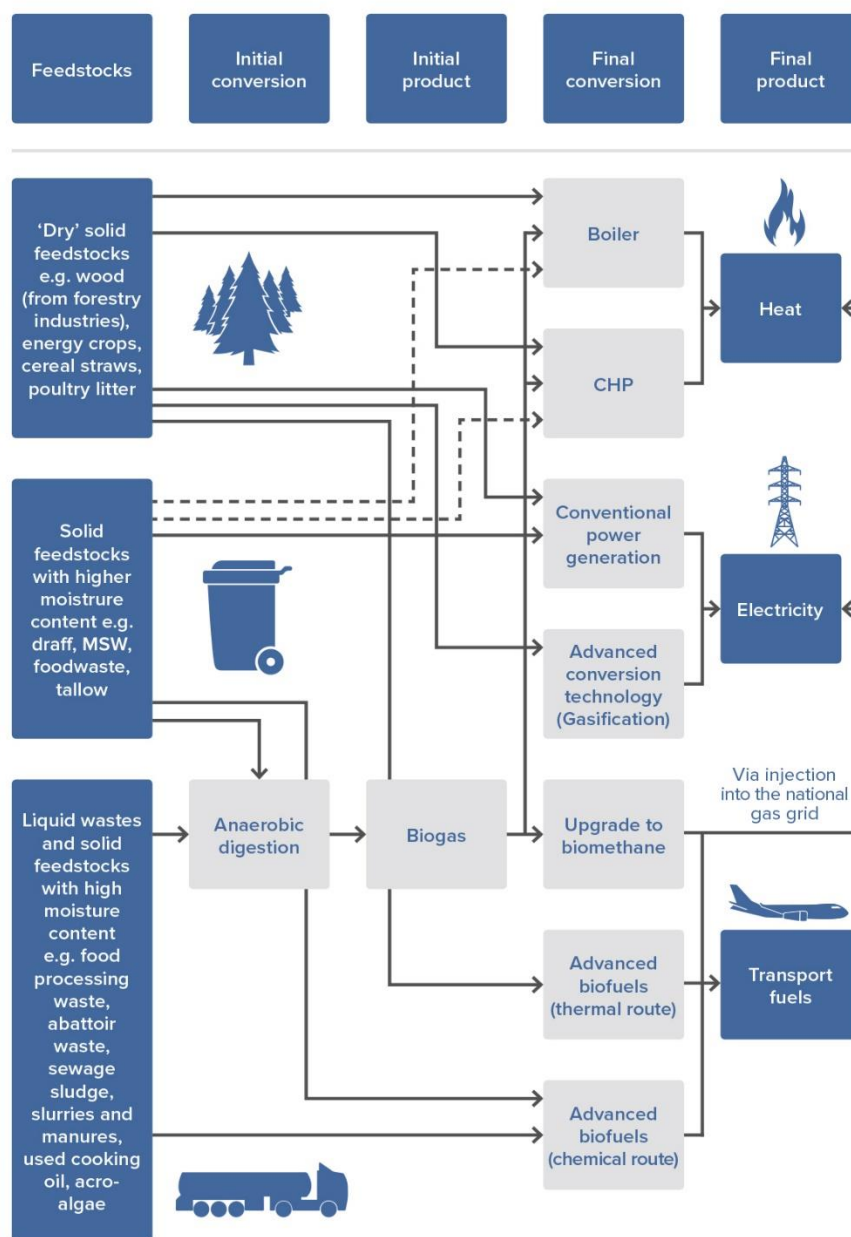 Feedstocks
Initial
conversion
Initial
product
Final
conversion
Final
product
‘Dry’ solid
feedstocks
e.g. wood
(from forestry
industries),
energy crops,
cereal straws,
poultry litter
Boiler
Heat
CHP
Solid
feedstocks
with higher
moistrure
content e.g.
draff, MSW,
foodwaste,
tallow
Conventional
power
generation
Electricity
Advanced
conversion
technology
(Gasification)
Liquid wastes
and solid
feedstocks
with high
moisture
content
e.g. food
processing
waste,
abattoir
waste,
sewage
sludge,
slurries and
manures,
used cooking
oil, acro-
algae
Anaerobic
digestion
Biogas
Upgrade to
biomethane
Via injection
into the national
gas grid
Advanced
biofuels
(thermal route)
Transport
fuels
Advanced
biofuels
(chemical route)